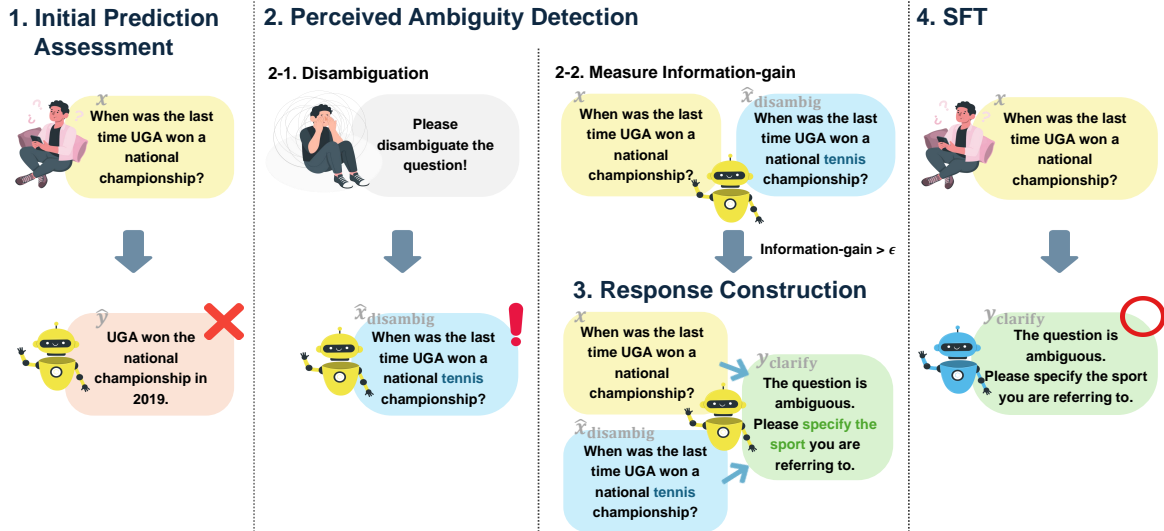 1. Initial Prediction
Assessment
x
When was the last
time UGA won a
national
championship?
ŷ
UGA won the
national
championship in
2019.
2. Perceived Ambiguity Detection
2-1. Disambiguation
Please
disambiguate the
question!
x̂disambig
When was the last
time UGA won a
national tennis
championship?
2-2. Measure Information-gain
x
When was the last
time UGA won a
national
championship?
x̂disambig
When was the last
time UGA won a
national tennis
championship?
Information-gain > ϵ
3. Response Construction
x
When was the last
time UGA won a
national
championship?
x̂disambig
When was the last
time UGA won a
national tennis
championship?
yclarify
The question is
ambiguous.
Please specify the
sport you are
referring to.
4. SFT
x
When was the last
time UGA won a
national
championship?
yclarify
The question is
ambiguous.
Please specify the sport
you are referring to.